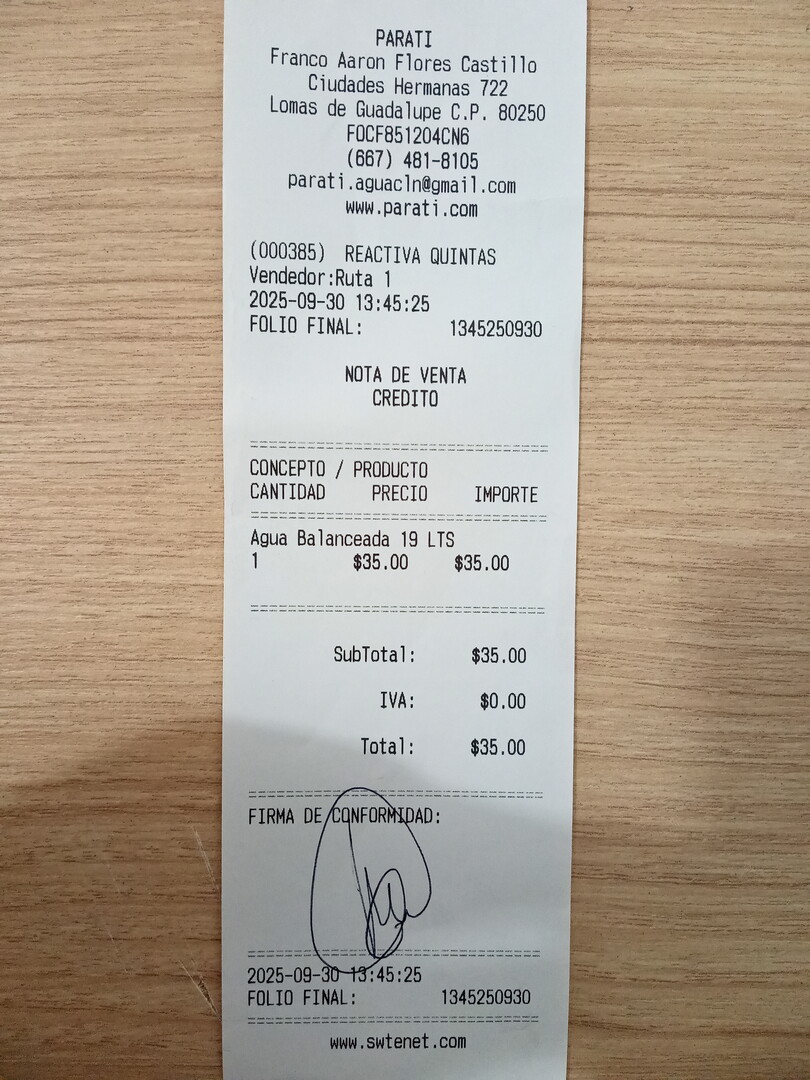 PARATI
Franco Aaron Flores Castillo
Ciudades Hermanas 722
Lomas de Guadalupe C.P. 80250
FOCF851204CN6
(667) 481-8105
parati.aguacln@gmail.com
www.parati.com
(000385) REACTIVA QUINTAS
Vendedor:Ruta 1
2025-09-30 13:45:25
FOLIO FINAL: 1345250930
NOTA DE VENTA
CREDITO
CONCEPTO / PRODUCTO
CANTIDAD PRECIO IMPORTE
Agua Balanceada 19 LTS
1 $35.00 $35.00
SubTotal: $35.00
IVA: $0.00
Total: $35.00
FIRMA DE CONFORMIDAD:
2025-09-30 13:45:25
FOLIO FINAL: 1345250930
www.swtenet.com